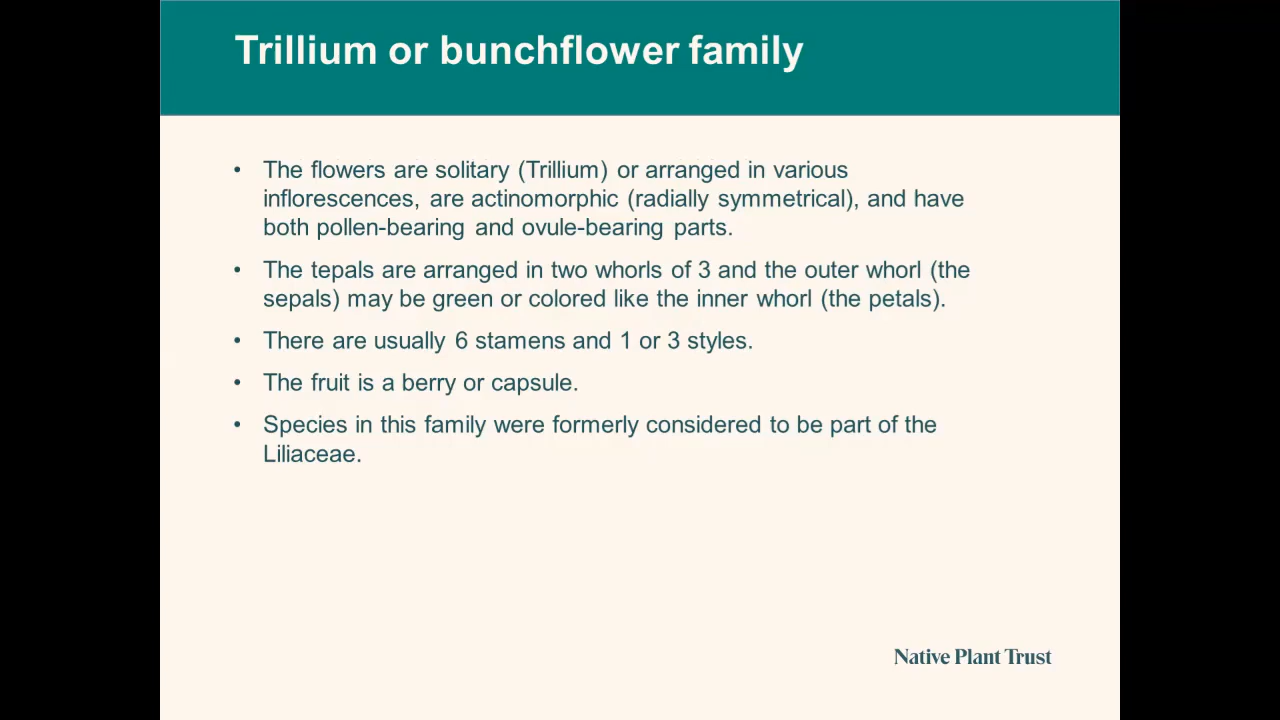 Trillium or bunchflower family
• The flowers are solitary (Trillium) or arranged in various
inflorescences, are actinomorphic (radially symmetrical), and have
both pollen-bearing and ovule-bearing parts.
• The tepals are arranged in two whorls of 3 and the outer whorl (the
sepals) may be green or colored like the inner whorl (the petals).
• There are usually 6 stamens and 1 or 3 styles.
• The fruit is a berry or capsule.
• Species in this family were formerly considered to be part of the
Liliaceae.
Native Plant Trust